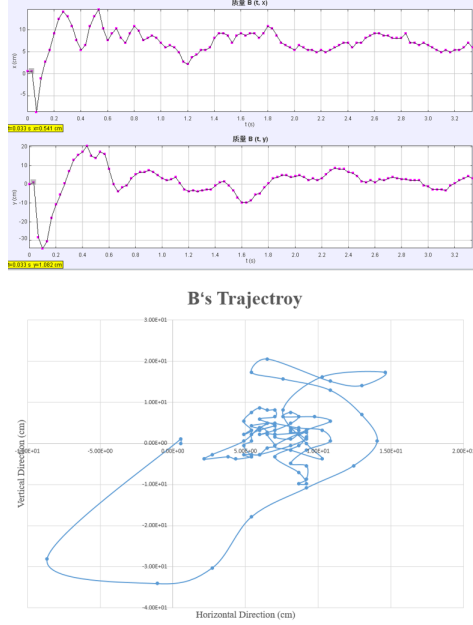 质量 B (t, x)
10
5
0
-5
x (cm)
0 0.2 0.4 0.6 0.8 1.0 1.2 1.4 1.6 1.8 2.0 2.2 2.4 2.6 2.8 3.0 3.2
t (s)
t=0.033 s x=0.541 cm
质量 B (t, y)
20
10
0
-10
-20
-30
y (cm)
0 0.2 0.4 0.6 0.8 1.0 1.2 1.4 1.6 1.8 2.0 2.2 2.4 2.6 2.8 3.0 3.2
t (s)
t=0.033 s y=1.082 cm
B‘s Trajectroy
3.00E+01
2.00E+01
1.00E+01
0.00E+00
-1.00E+01 0.00E+00 5.00E+00 1.00E+01 1.50E+01 2.00E+01
-1.00E+01
-2.00E+01
-3.00E+01
-4.00E+01
Vertical Direction (cm)
Horizontal Direction (cm)